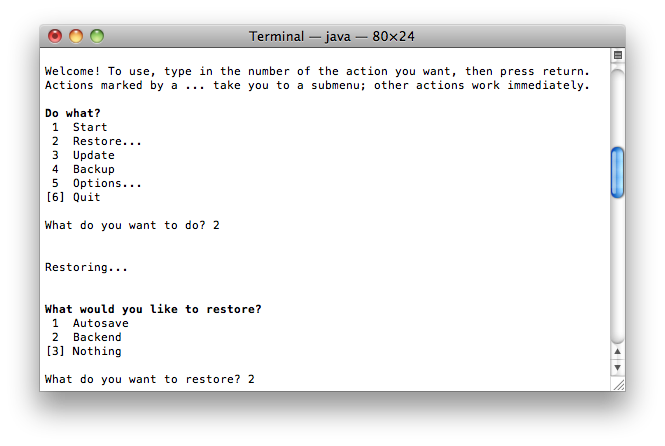 Terminal — java — 80×24
Welcome! To use, type in the number of the action you want, then press return.
Actions marked by a ... take you to a submenu; other actions work immediately.
Do what?
1 Start
2 Restore...
3 Update
4 Backup
5 Options...
[6] Quit
What do you want to do? 2
Restoring...
What would you like to restore?
1 Autosave
2 Backend
[3] Nothing
What do you want to restore? 2